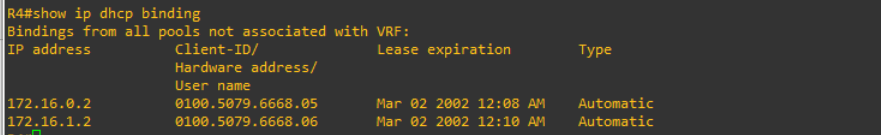 R4#show ip dhcp binding
Bindings from all pools not associated with VRF:
IP address          Client-ID/              Lease expiration        Type
                    Hardware address/
                    User name
172.16.0.2          0100.5079.6668.05       Mar 02 2002 12:08 AM    Automatic
172.16.1.2          0100.5079.6668.06       Mar 02 2002 12:10 AM    Automatic